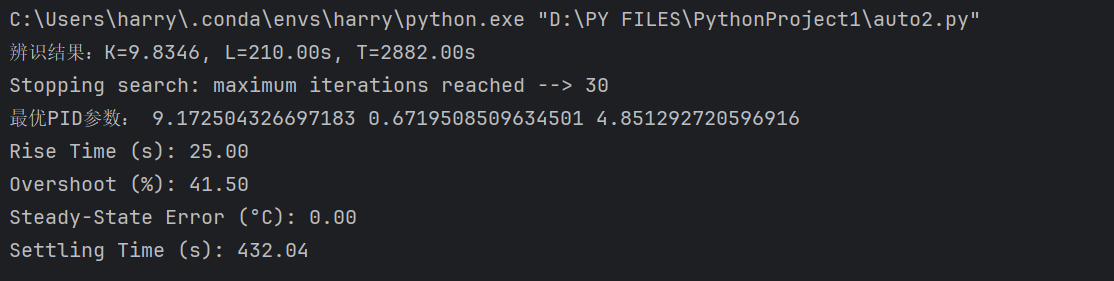 C:\Users\harry\.conda\envs\harry\python.exe "D:\PY FILES\PythonProject1\auto2.py"
辨识结果：K=9.8346, L=210.00s, T=2882.00s
Stopping search: maximum iterations reached --> 30
最优PID参数： 9.172504326697183 0.6719508509634501 4.851292720596916
Rise Time (s): 25.00
Overshoot (%): 41.50
Steady-State Error (°C): 0.00
Settling Time (s): 432.04